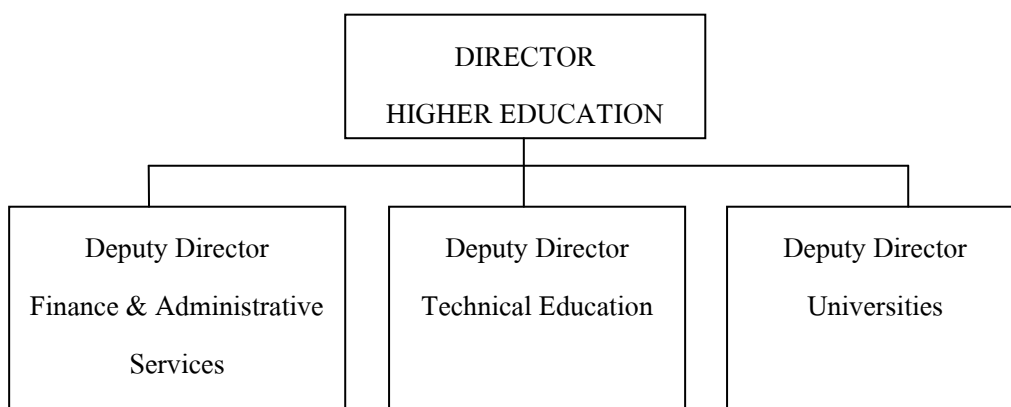 DIRECTOR
HIGHER EDUCATION
Deputy Director
Finance & Administrative
Services
Deputy Director
Technical Education
Deputy Director
Universities